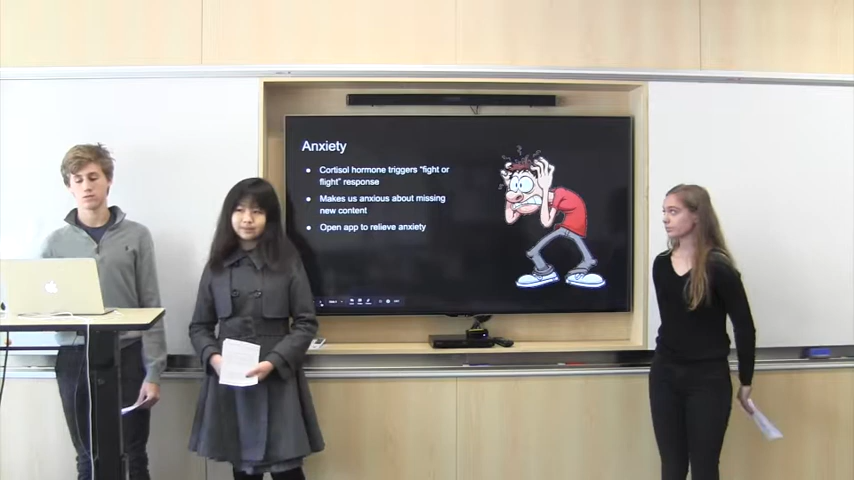 Anxiety
● Cortisol hormone triggers “fight or
flight” response
● Makes us anxious about missing
new content
● Open app to relieve anxiety